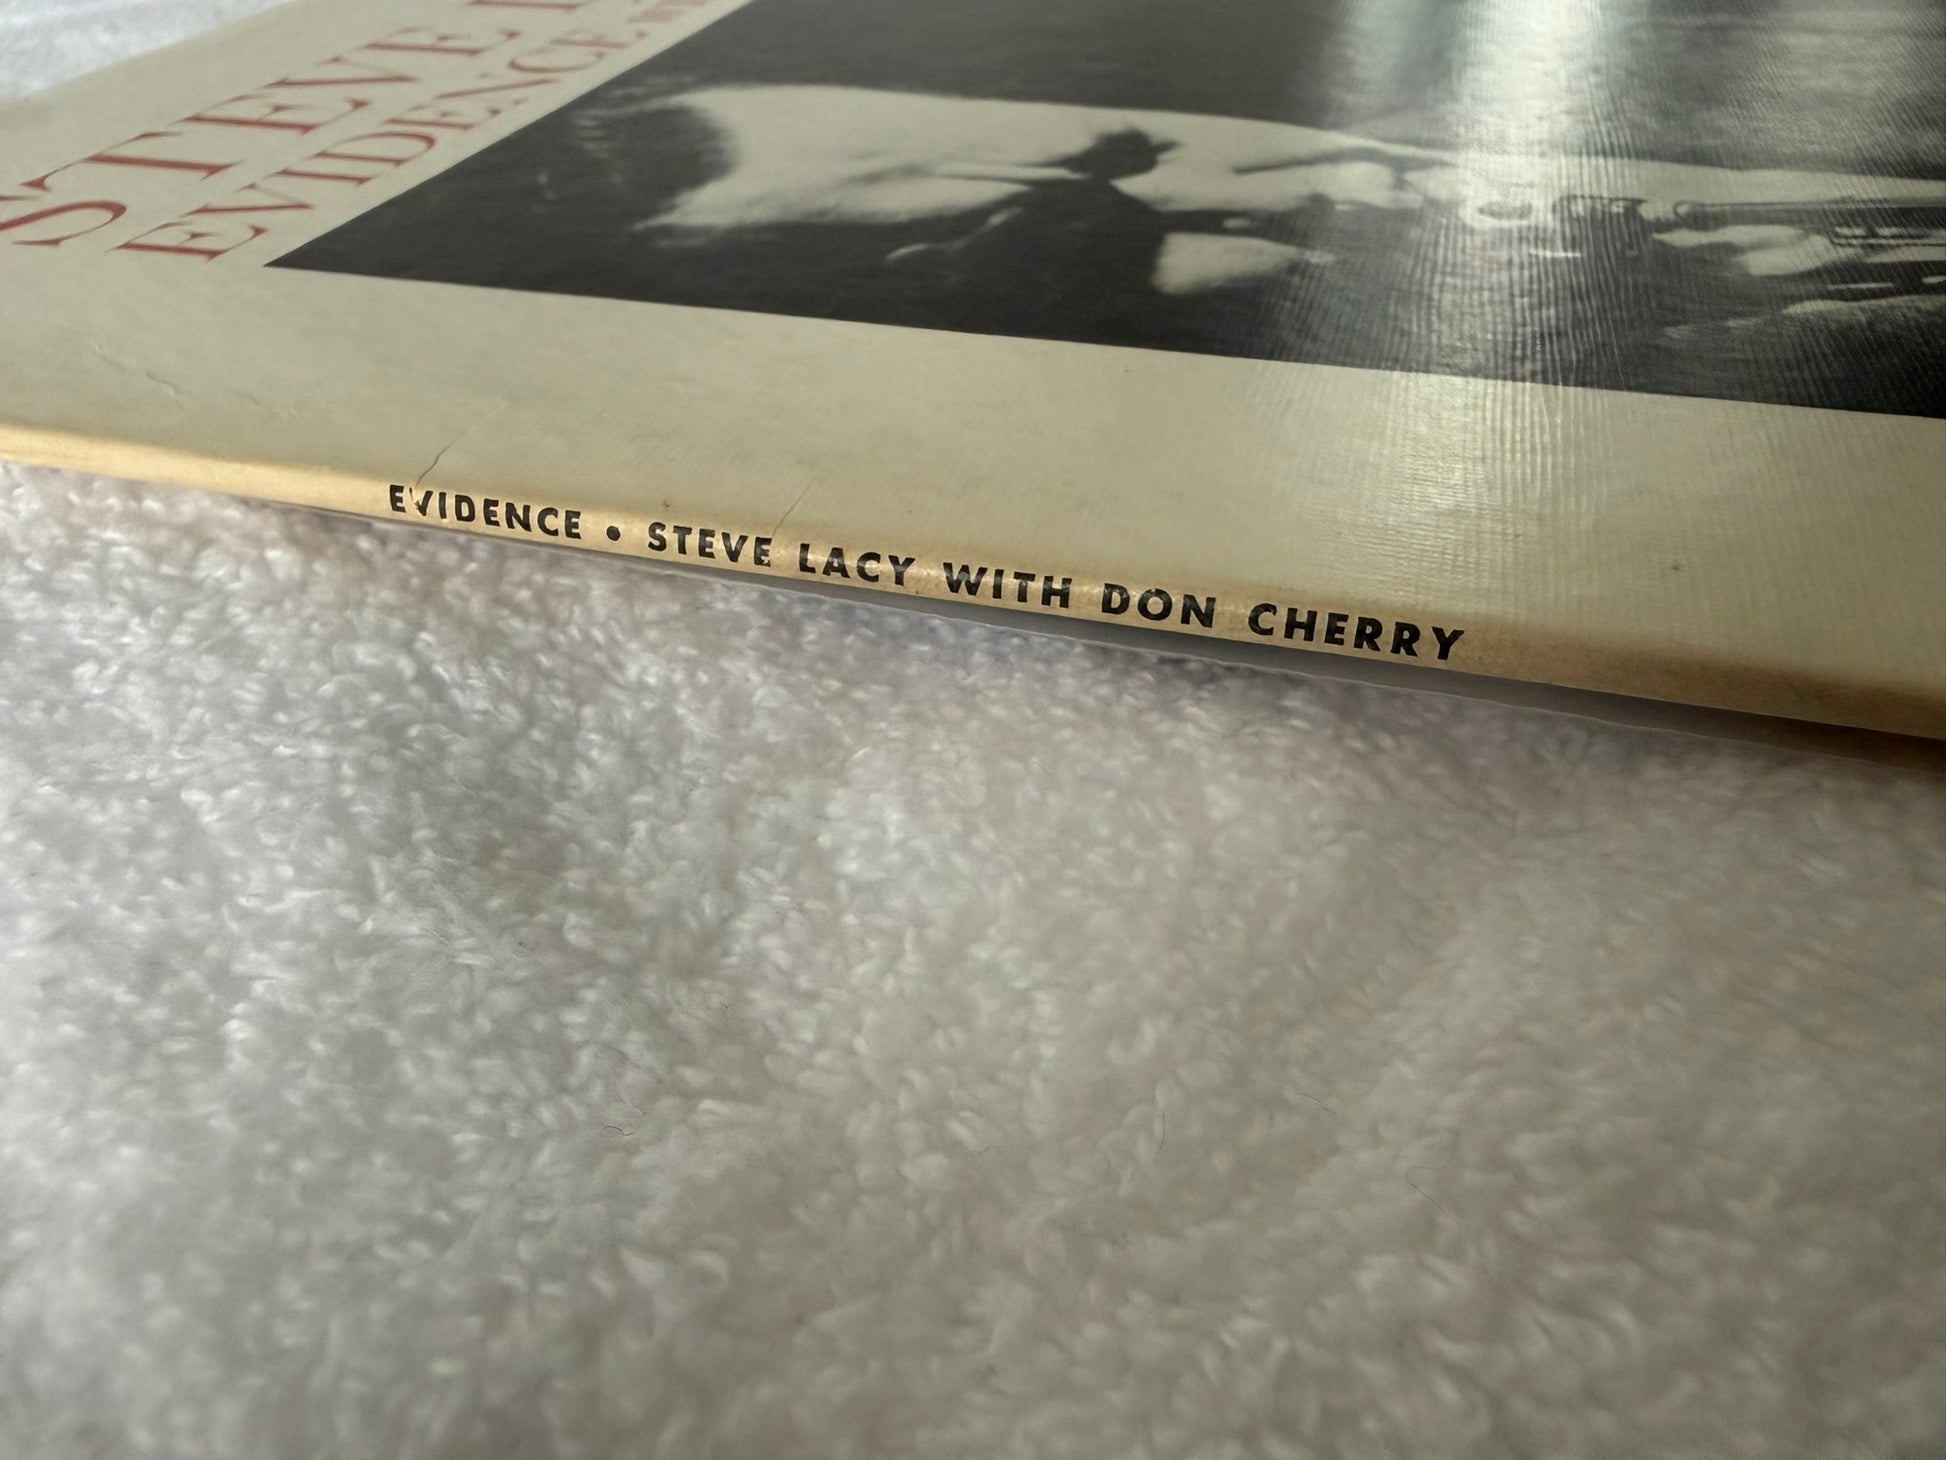 STEVE
EVIDENCE
EVIDENCE • STEVE LACY WITH DON CHERRY